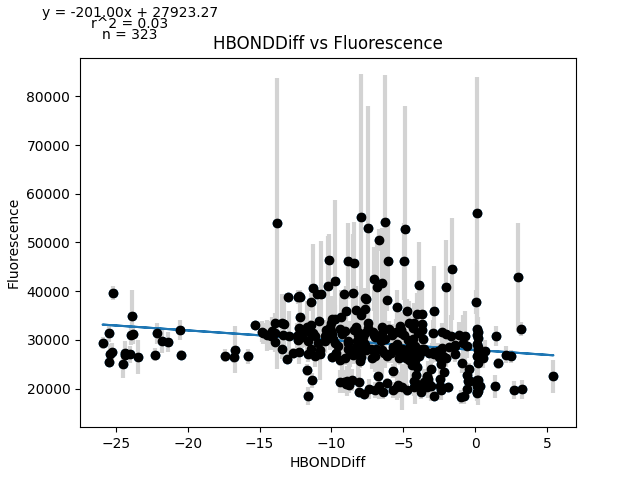 y = -201.00x + 27923.27
r^2 = 0.03
n = 323
HBONDDiff vs Fluorescence
Fluorescence
80000
70000
60000
50000
40000
30000
20000
−25 −20 −15 −10 −5 0 5
HBONDDiff